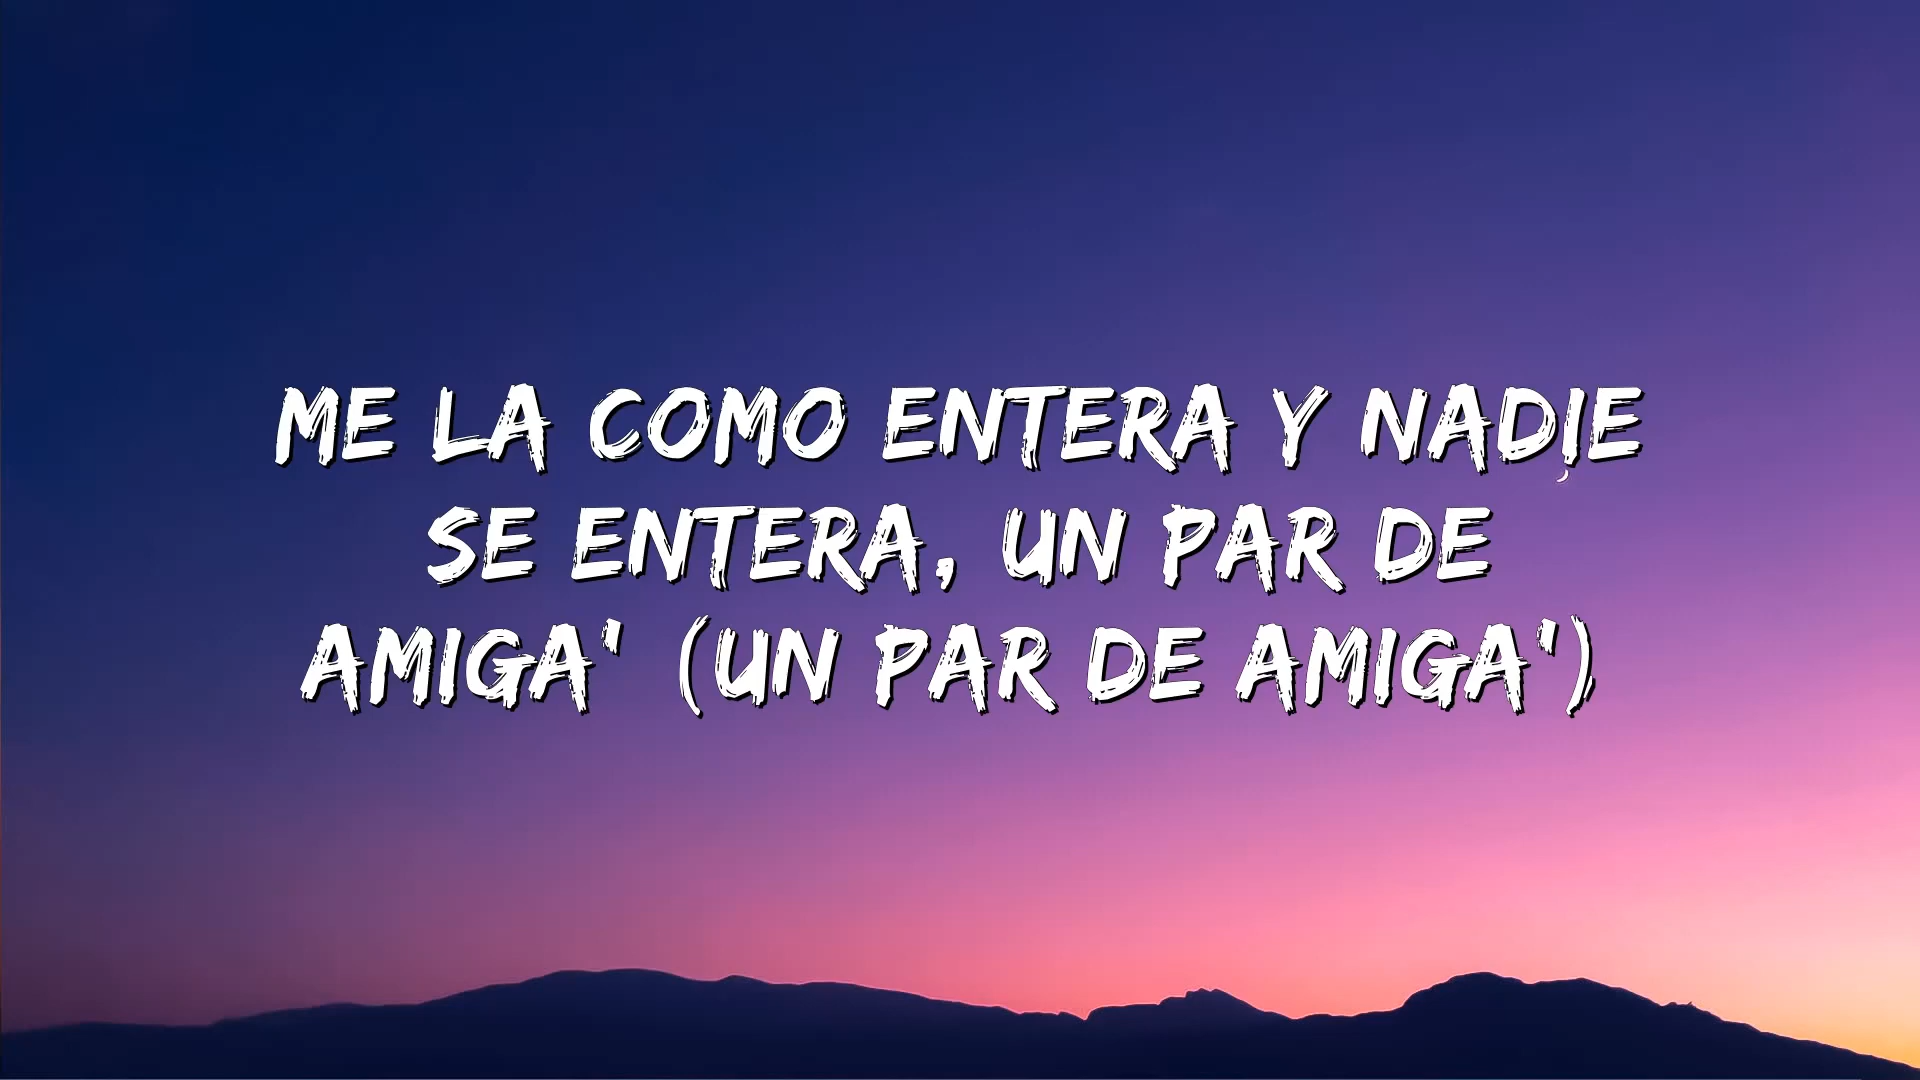 ME LA COMO ENTERA Y NADIE
SE ENTERA, UN PAR DE
AMIGA' (UN PAR DE AMIGA')